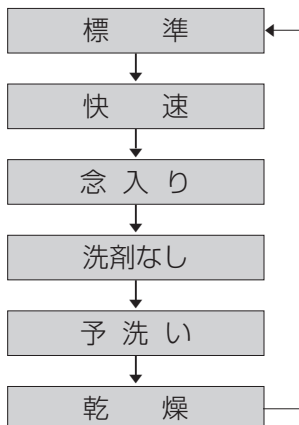 標　準
快　速
念 入 り
洗剤なし
予 洗 い
乾　燥